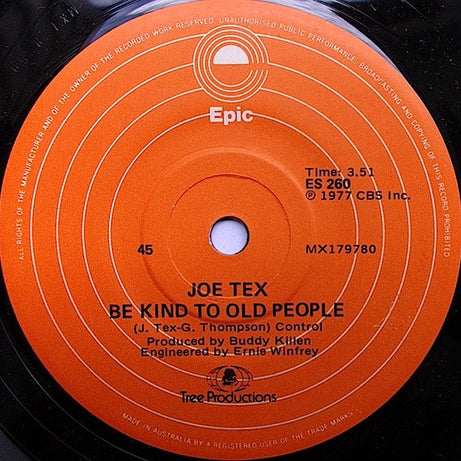 ALL RIGHTS OF THE MANUFACTURER AND OF THE OWNER OF THE RECORDED WORK RESERVED. UNAUTHORISED PUBLIC PERFORMANCE, BROADCASTING AND COPYING OF THIS RECORD PROHIBITED
Epic
Time: 3.51
ES 260
℗ 1977 CBS Inc.
45
MX179780
JOE TEX
BE KIND TO OLD PEOPLE
(J. Tex-G. Thompson) Control
Produced by Buddy Killen
Engineered by Ernie Winfrey
Tree Productions
MADE IN AUSTRALIA BY A REGISTERED USER OF THE TRADE MARKS